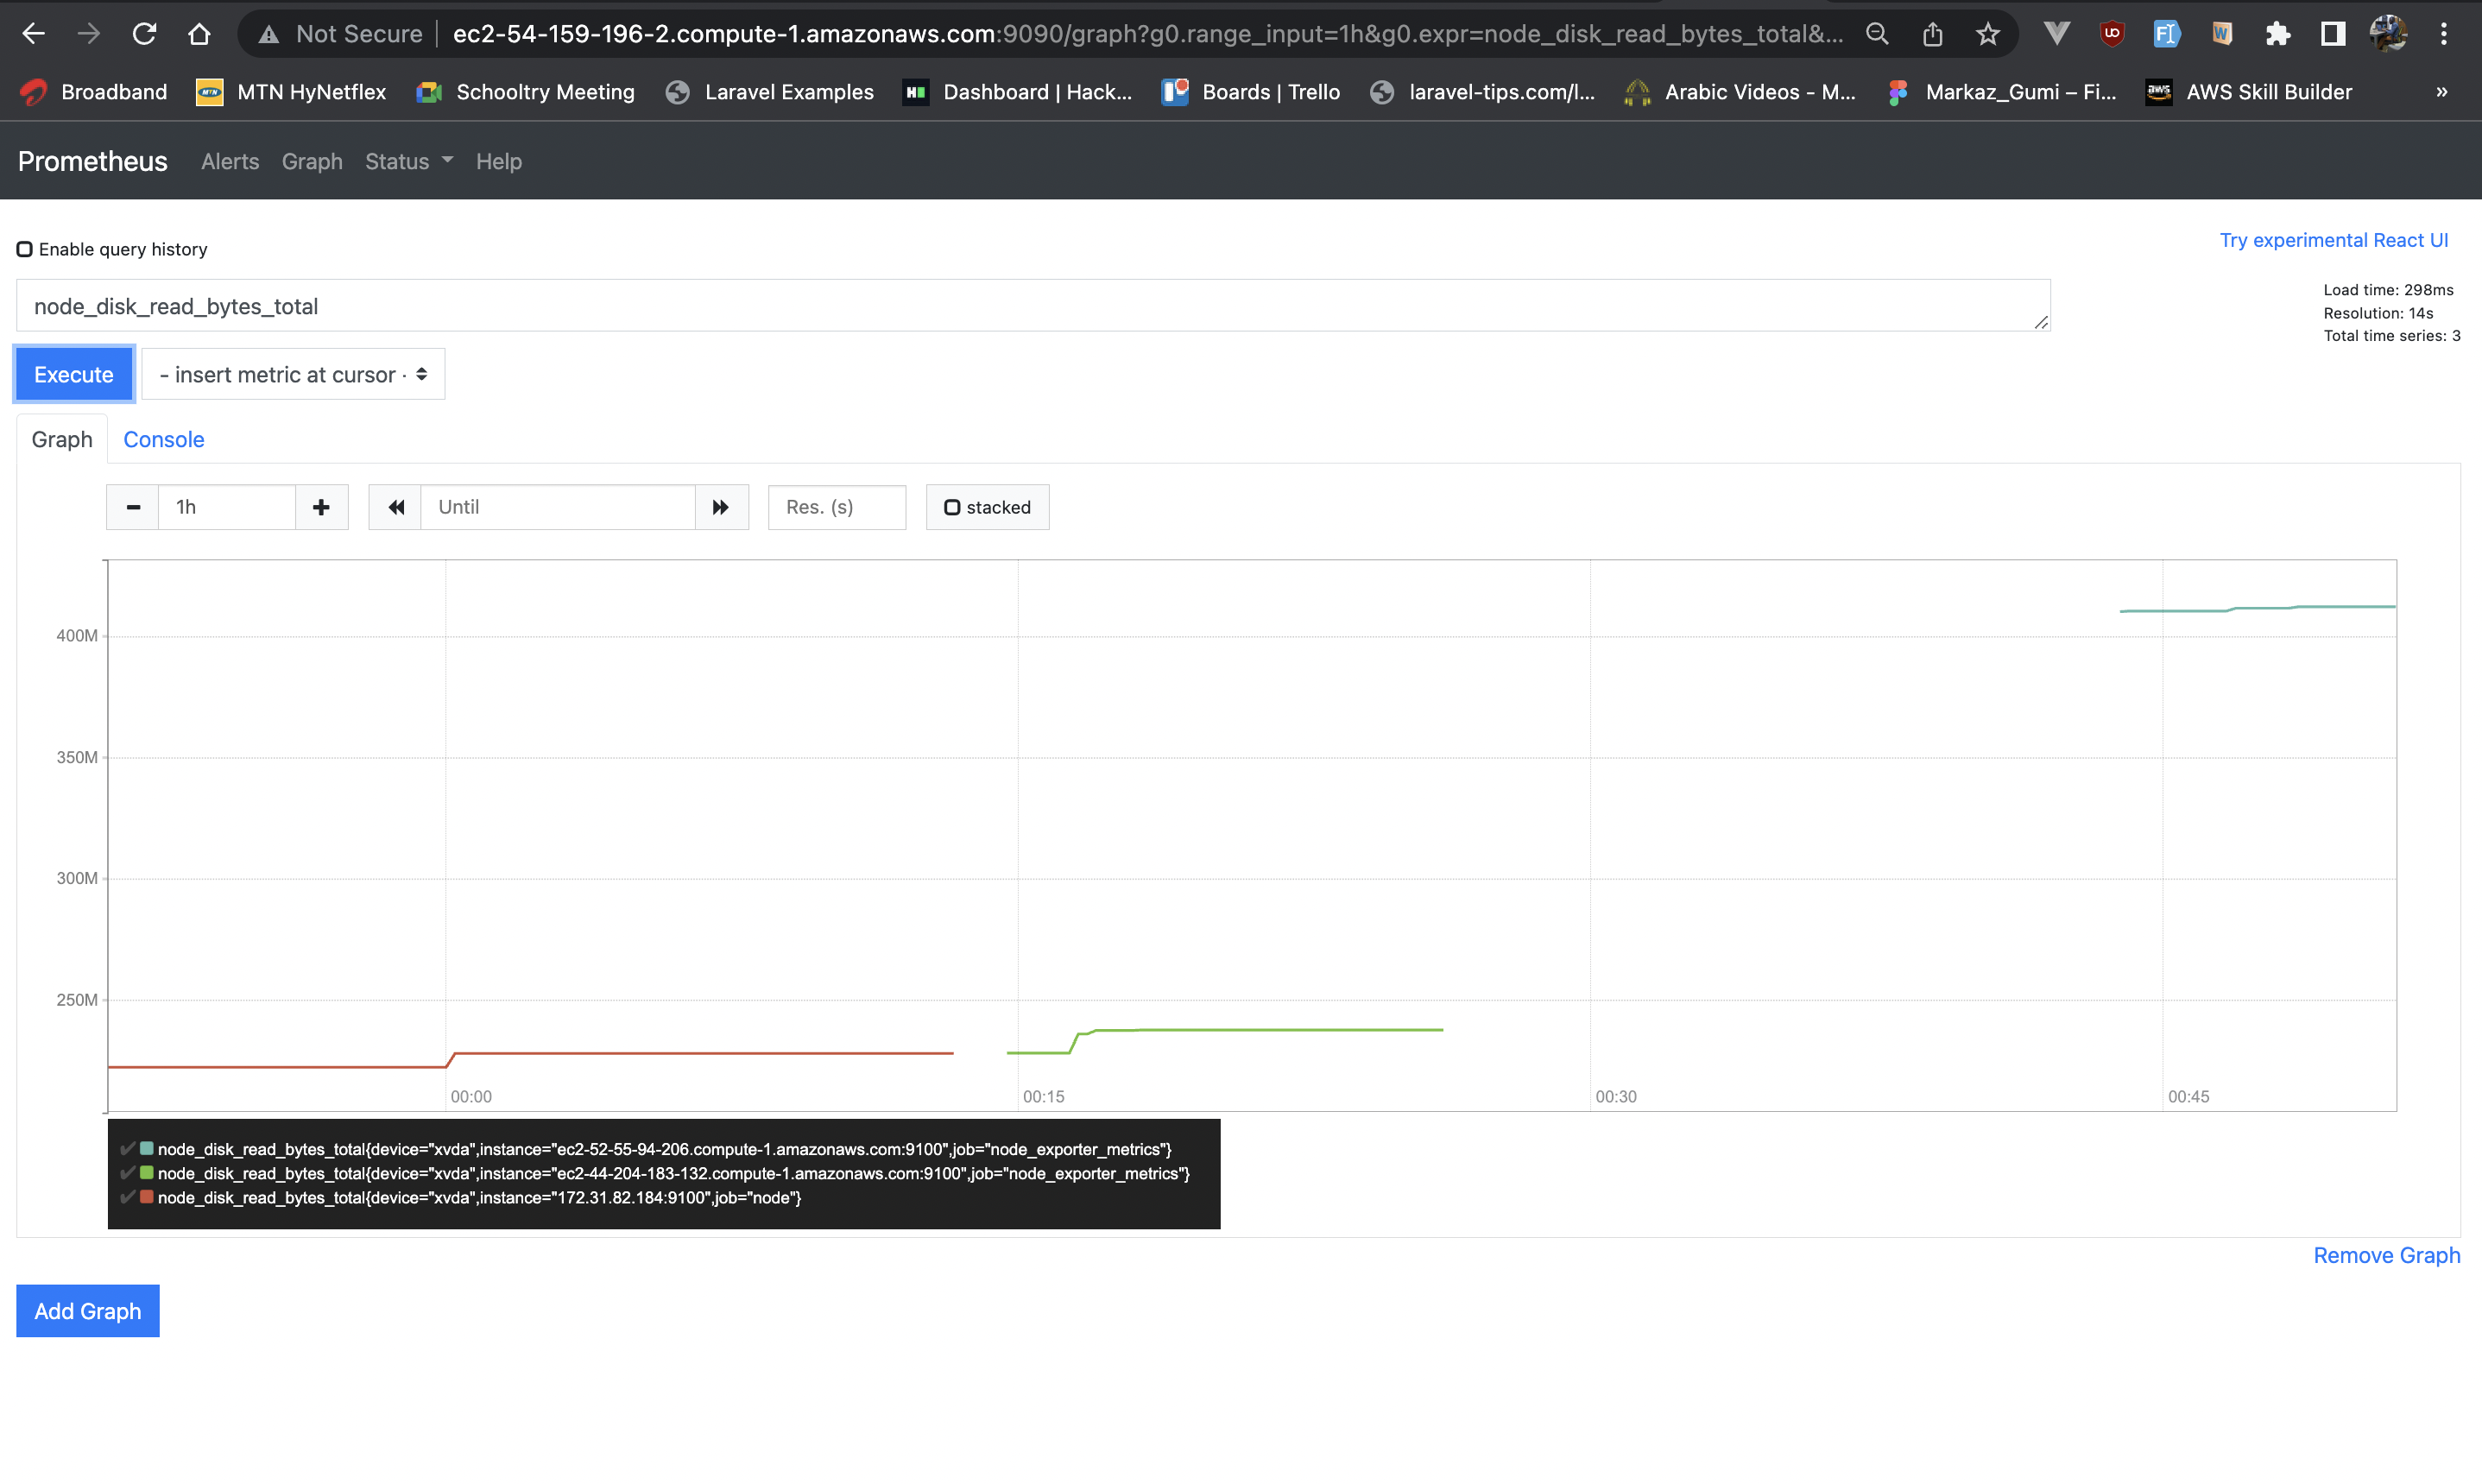 Not Secure ec2-54-159-196-2.compute-1.amazonaws.com:9090/graph?g0.range_input=1h&g0.expr=node_disk_read_bytes_total&...
Broadband MTN HyNetflex Schooltry Meeting Laravel Examples Dashboard | Hack... Boards | Trello laravel-tips.com/l... Arabic Videos - M... Markaz_Gumi – Fi... AWS Skill Builder »
Prometheus Alerts Graph Status Help
Enable query history
Try experimental React UI
node_disk_read_bytes_total
Load time: 298ms
Resolution: 14s
Total time series: 3
Execute - insert metric at cursor -
Graph Console
1h Until Res. (s) stacked
400M
350M
300M
250M
00:00 00:15 00:30 00:45
node_disk_read_bytes_total{device="xvda",instance="ec2-52-55-94-206.compute-1.amazonaws.com:9100",job="node_exporter_metrics"}
node_disk_read_bytes_total{device="xvda",instance="ec2-44-204-183-132.compute-1.amazonaws.com:9100",job="node_exporter_metrics"}
node_disk_read_bytes_total{device="xvda",instance="172.31.82.184:9100",job="node"}
Remove Graph
Add Graph